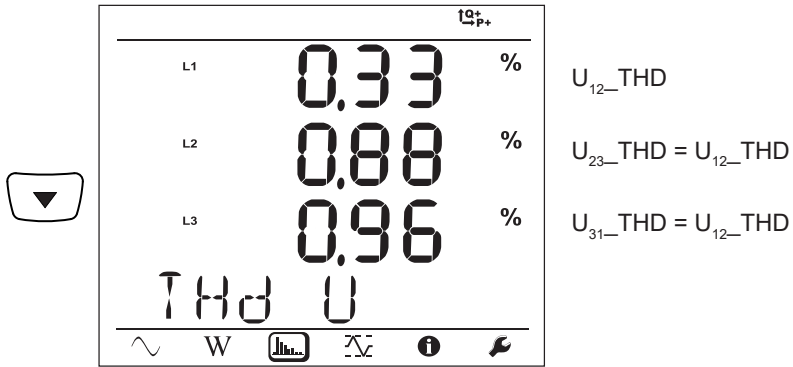 ↑Q+
→P+
L1 0.33 % U₁₂_THD
L2 0.88 % U₂₃_THD = U₁₂_THD
L3 0.96 % U₃₁_THD = U₁₂_THD
THd U
W